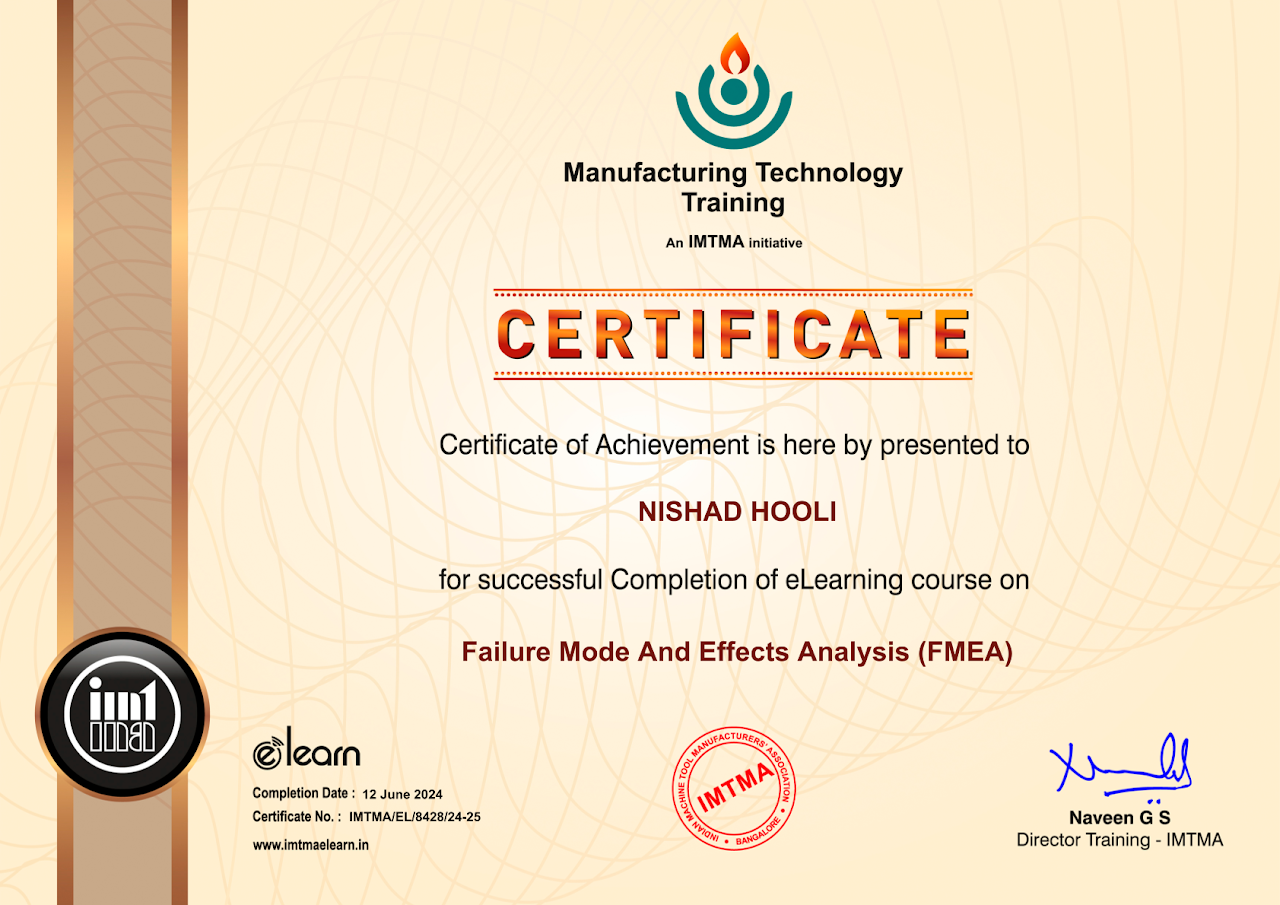 Manufacturing Technology
Training
An IMTMA initiative
CERTIFICATE
Certificate of Achievement is here by presented to
NISHAD HOOLI
for successful Completion of eLearning course on
Failure Mode And Effects Analysis (FMEA)
imt
elearn
Completion Date : 12 June 2024
Certificate No. : IMTMA/EL/8428/24-25
www.imtmaelearn.in
INDIAN MACHINE TOOL MANUFACTURERS' ASSOCIATION
IMTMA
• BANGALORE •
Naveen G S
Director Training - IMTMA